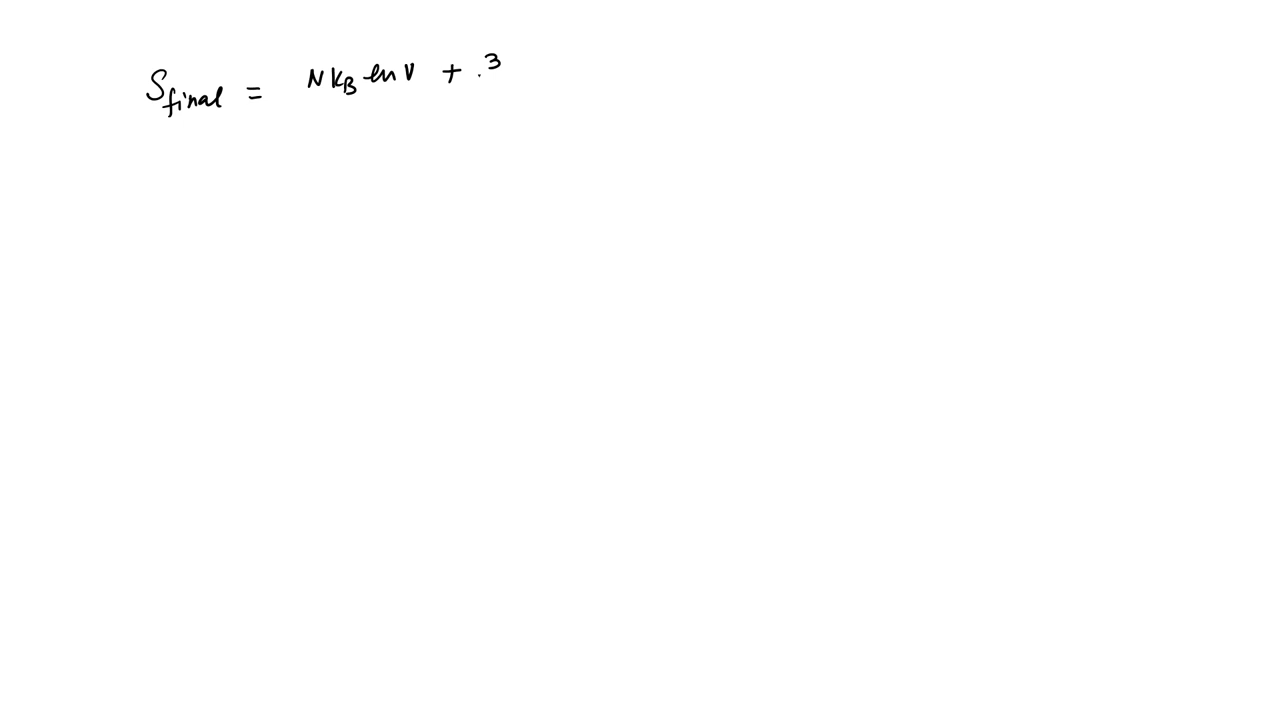 S_final = N k_B ln V + . 3